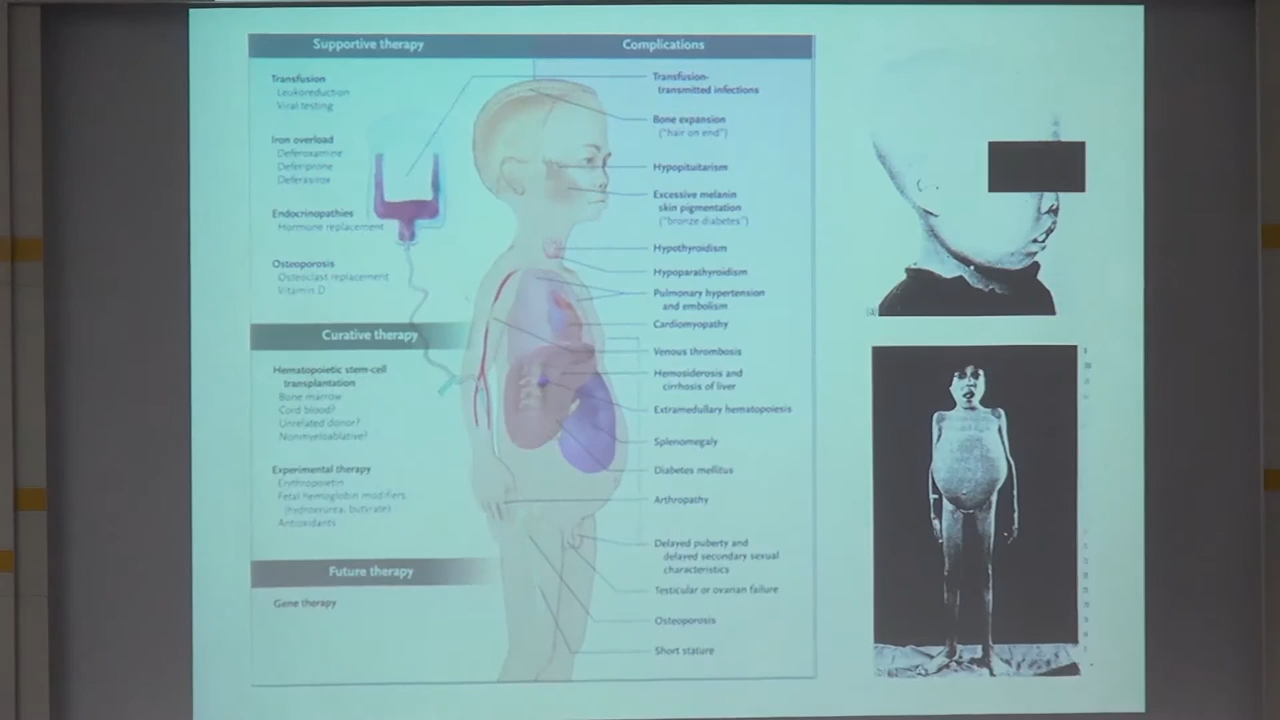 Supportive therapy
Transfusion
Leukoreduction
Viral testing
Iron overload
Deferoxamine
Deferiprone
Deferasirox
Endocrinopathies
Hormone replacement
Osteoporosis
Osteoclast replacement
Vitamin D
Curative therapy
Hematopoietic stem-cell
transplantation
Bone marrow
Cord blood?
Unrelated donor?
Nonmyeloablative?
Experimental therapy
Erythropoietin
Fetal hemoglobin modifiers
(hydroxyurea, butyrate)
Antioxidants
Future therapy
Gene therapy
Complications
Transfusion-
transmitted infections
Bone expansion
("hair on end")
Hypopituitarism
Excessive melanin
skin pigmentation
("bronze diabetes")
Hypothyroidism
Hypoparathyroidism
Pulmonary hypertension
and embolism
Cardiomyopathy
Venous thrombosis
Hemosiderosis and
cirrhosis of liver
Extramedullary hematopoiesis
Splenomegaly
Diabetes mellitus
Arthropathy
Delayed puberty and
delayed secondary sexual
characteristics
Testicular or ovarian failure
Osteoporosis
Short stature
(a)